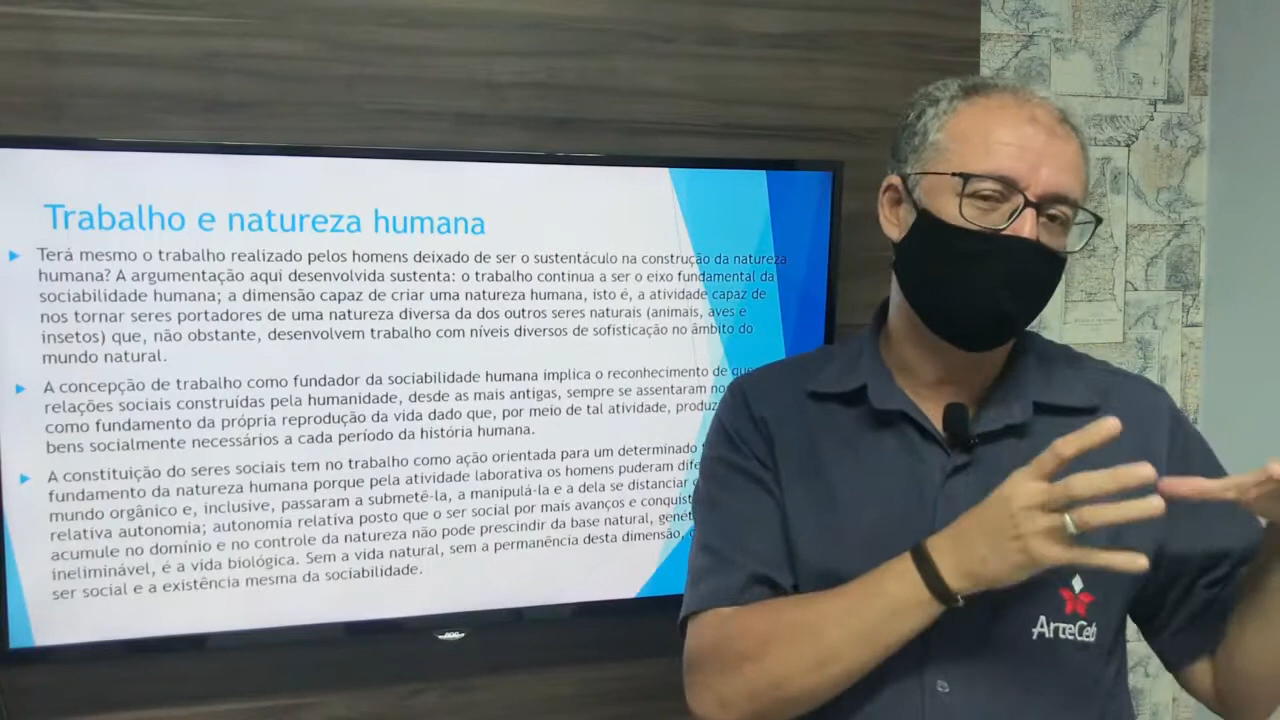 Trabalho e natureza humana
Terá mesmo o trabalho realizado pelos homens deixado de ser o sustentáculo na construção da natureza
humana? A argumentação aqui desenvolvida sustenta: o trabalho continua a ser o eixo fundamental da
sociabilidade humana; a dimensão capaz de criar uma natureza humana, isto é, a atividade capaz de
nos tornar seres portadores de uma natureza diversa da dos outros seres naturais (animais, aves e
insetos) que, não obstante, desenvolvem trabalho com níveis diversos de sofisticação no âmbito do
mundo natural.
A concepção de trabalho como fundador da sociabilidade humana implica o reconhecimento de que
relações sociais construídas pela humanidade, desde as mais antigas, sempre se assentaram no
como fundamento da própria reprodução da vida dado que, por meio de tal atividade,
bens socialmente necessários a cada período da história humana.
A constituição do seres sociais tem no trabalho como ação orientada para um determinado
fundamento da natureza humana porque pela atividade laborativa os homens puderam
mundo orgânico e, inclusive, passaram a submetê-la, a manipulá-la e a dela se distanciar
relativa autonomia; autonomia relativa posto que o ser social por mais avanços e
acumule no domínio e no controle da natureza não pode prescindir da base natural,
ineliminável, é a vida biológica. Sem a vida natural, sem a permanência desta dimensão,
ser social e a existência mesma da sociabilidade.
AOC
ArteCeb